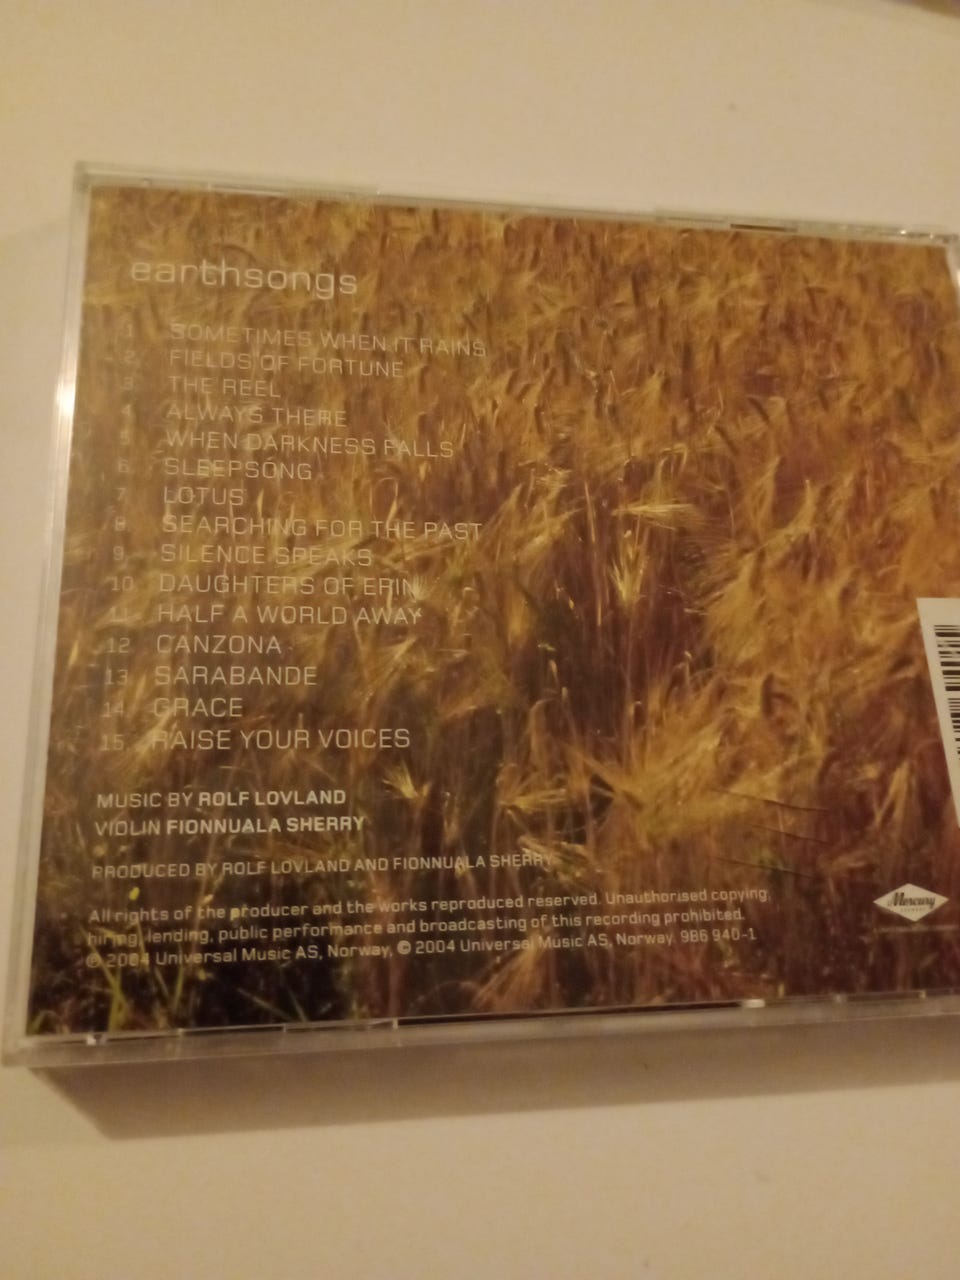 earthsongs
1 SOMETIMES WHEN IT RAINS
2 FIELDS OF FORTUNE
3 THE REEL
4 ALWAYS THERE
5 WHEN DARKNESS FALLS
6 SLEEPSONG
7 LOTUS
8 SEARCHING FOR THE PAST
9 SILENCE SPEAKS
10 DAUGHTERS OF ERIN
11 HALF A WORLD AWAY
12 CANZONA
13 SARABANDE
14 GRACE
15 RAISE YOUR VOICES
MUSIC BY ROLF LOVLAND
VIOLIN FIONNUALA SHERRY
PRODUCED BY ROLF LOVLAND AND FIONNUALA SHERRY
All rights of the producer and the works reproduced reserved. Unauthorised copying,
hiring, lending, public performance and broadcasting of this recording prohibited.
℗ 2004 Universal Music AS, Norway, © 2004 Universal Music AS, Norway. 986 940-1
Mercury